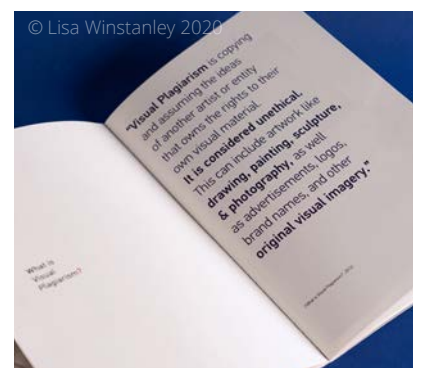 © Lisa Winstanley 2020
What is
Visual
Plagiarism?
“Visual Plagiarism is copying
and assuming the ideas
of another artist or entity
that owns the rights to their
own visual material.
It is considered unethical.
This can include artwork like
drawing, painting, sculpture,
& photography, as well
as advertisements, logos,
brand names, and other
original visual imagery.”